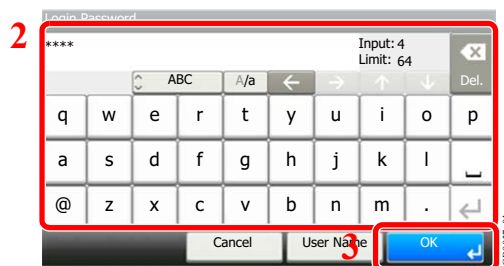 Login Password
2
**** Input: 4
Limit: 64
ABC A/a Del.
q w e r t y u i o p
a s d f g h j k l
@ z x c v b n m .
Cancel User Name 3 OK